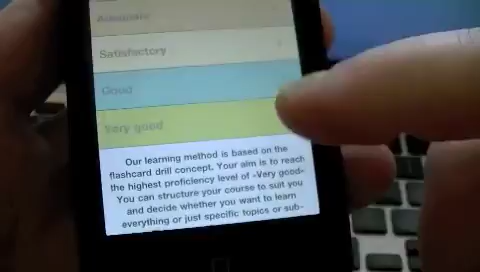 Satisfactory
Good
Very good
Our learning method is based on the
flashcard drill concept. Your aim is to reach
the highest proficiency level of «Very good»
You can structure your course to suit you
and decide whether you want to learn
everything or just specific topics or sub-